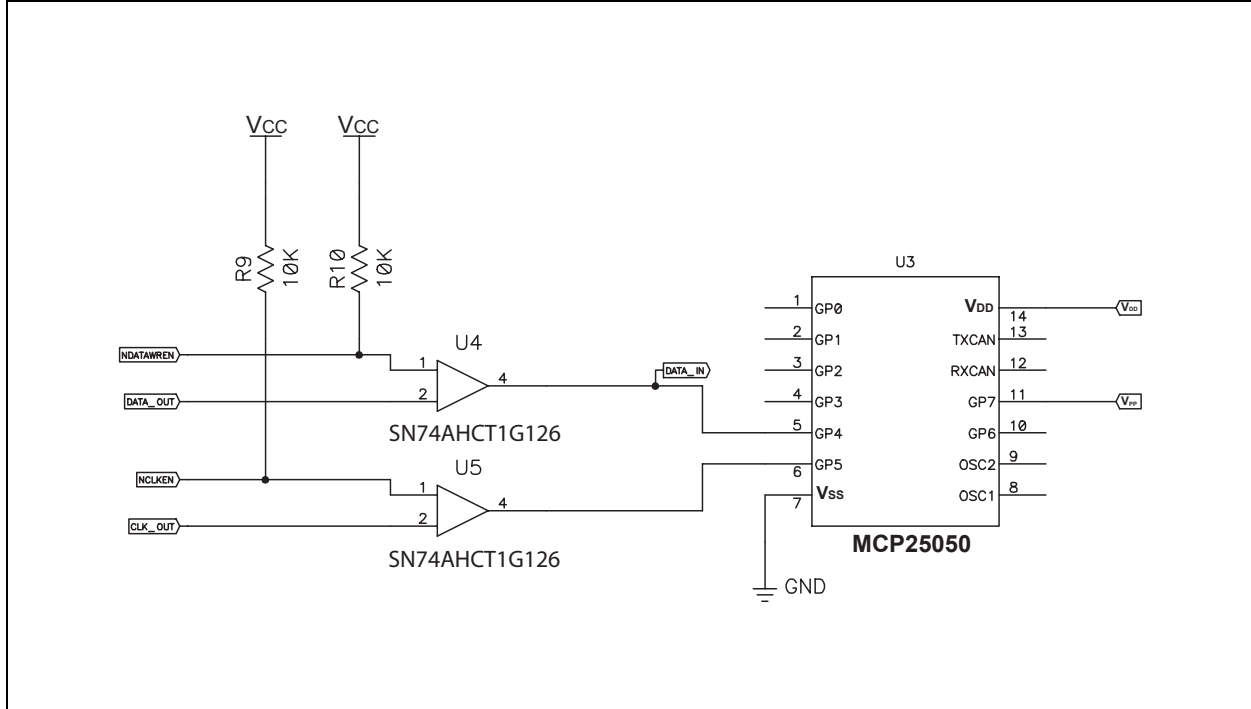 VCC
VCC
R9
10K
R10
10K
NDATAWREN
DATA_OUT
1
2
U4
4
SN74AHCT1G126
DATA_IN
NCLKEN
CLK_OUT
1
2
U5
4
SN74AHCT1G126
U3
1 GP0
2 GP1
3 GP2
4 GP3
5 GP4
6 GP5
7 VSS
VDD 14
TXCAN 13
RXCAN 12
GP7 11
GP6 10
OSC2 9
OSC1 8
VDD
VPP
MCP25050
GND